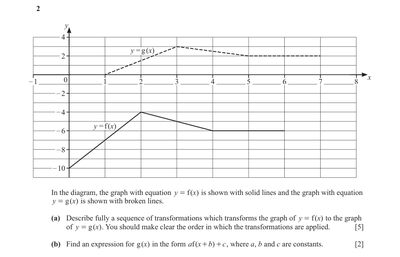 2
y
4
y = g(x)
2
−1 0 1 2 3 4 5 6 7 8 x
−2
−4
y = f(x)
−6
−8
−10
In the diagram, the graph with equation y = f(x) is shown with solid lines and the graph with equation
y = g(x) is shown with broken lines.
(a) Describe fully a sequence of transformations which transforms the graph of y = f(x) to the graph
of y = g(x). You should make clear the order in which the transformations are applied. [5]
(b) Find an expression for g(x) in the form af(x + b) + c, where a, b and c are constants. [2]